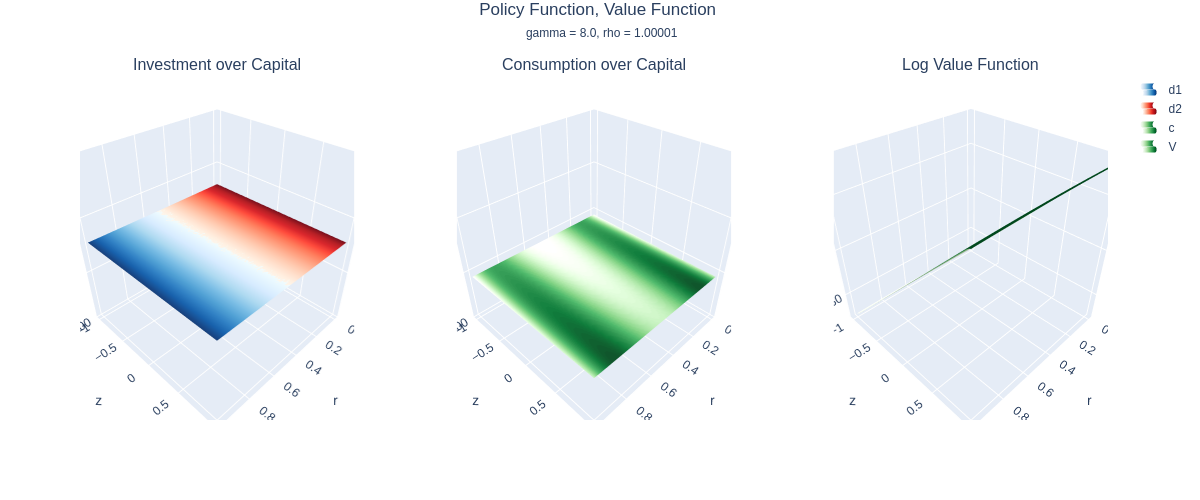 Policy Function, Value Function
gamma = 8.0, rho = 1.00001
Investment over Capital
Consumption over Capital
Log Value Function
d1
d2
c
V
−0.5
0
0.5
z
0
0.2
0.4
0.6
0.8
r
−0.5
0
0.5
z
0
0.2
0.4
0.6
0.8
r
−1
−0.5
0
0.5
z
0
0.2
0.4
0.6
0.8
r